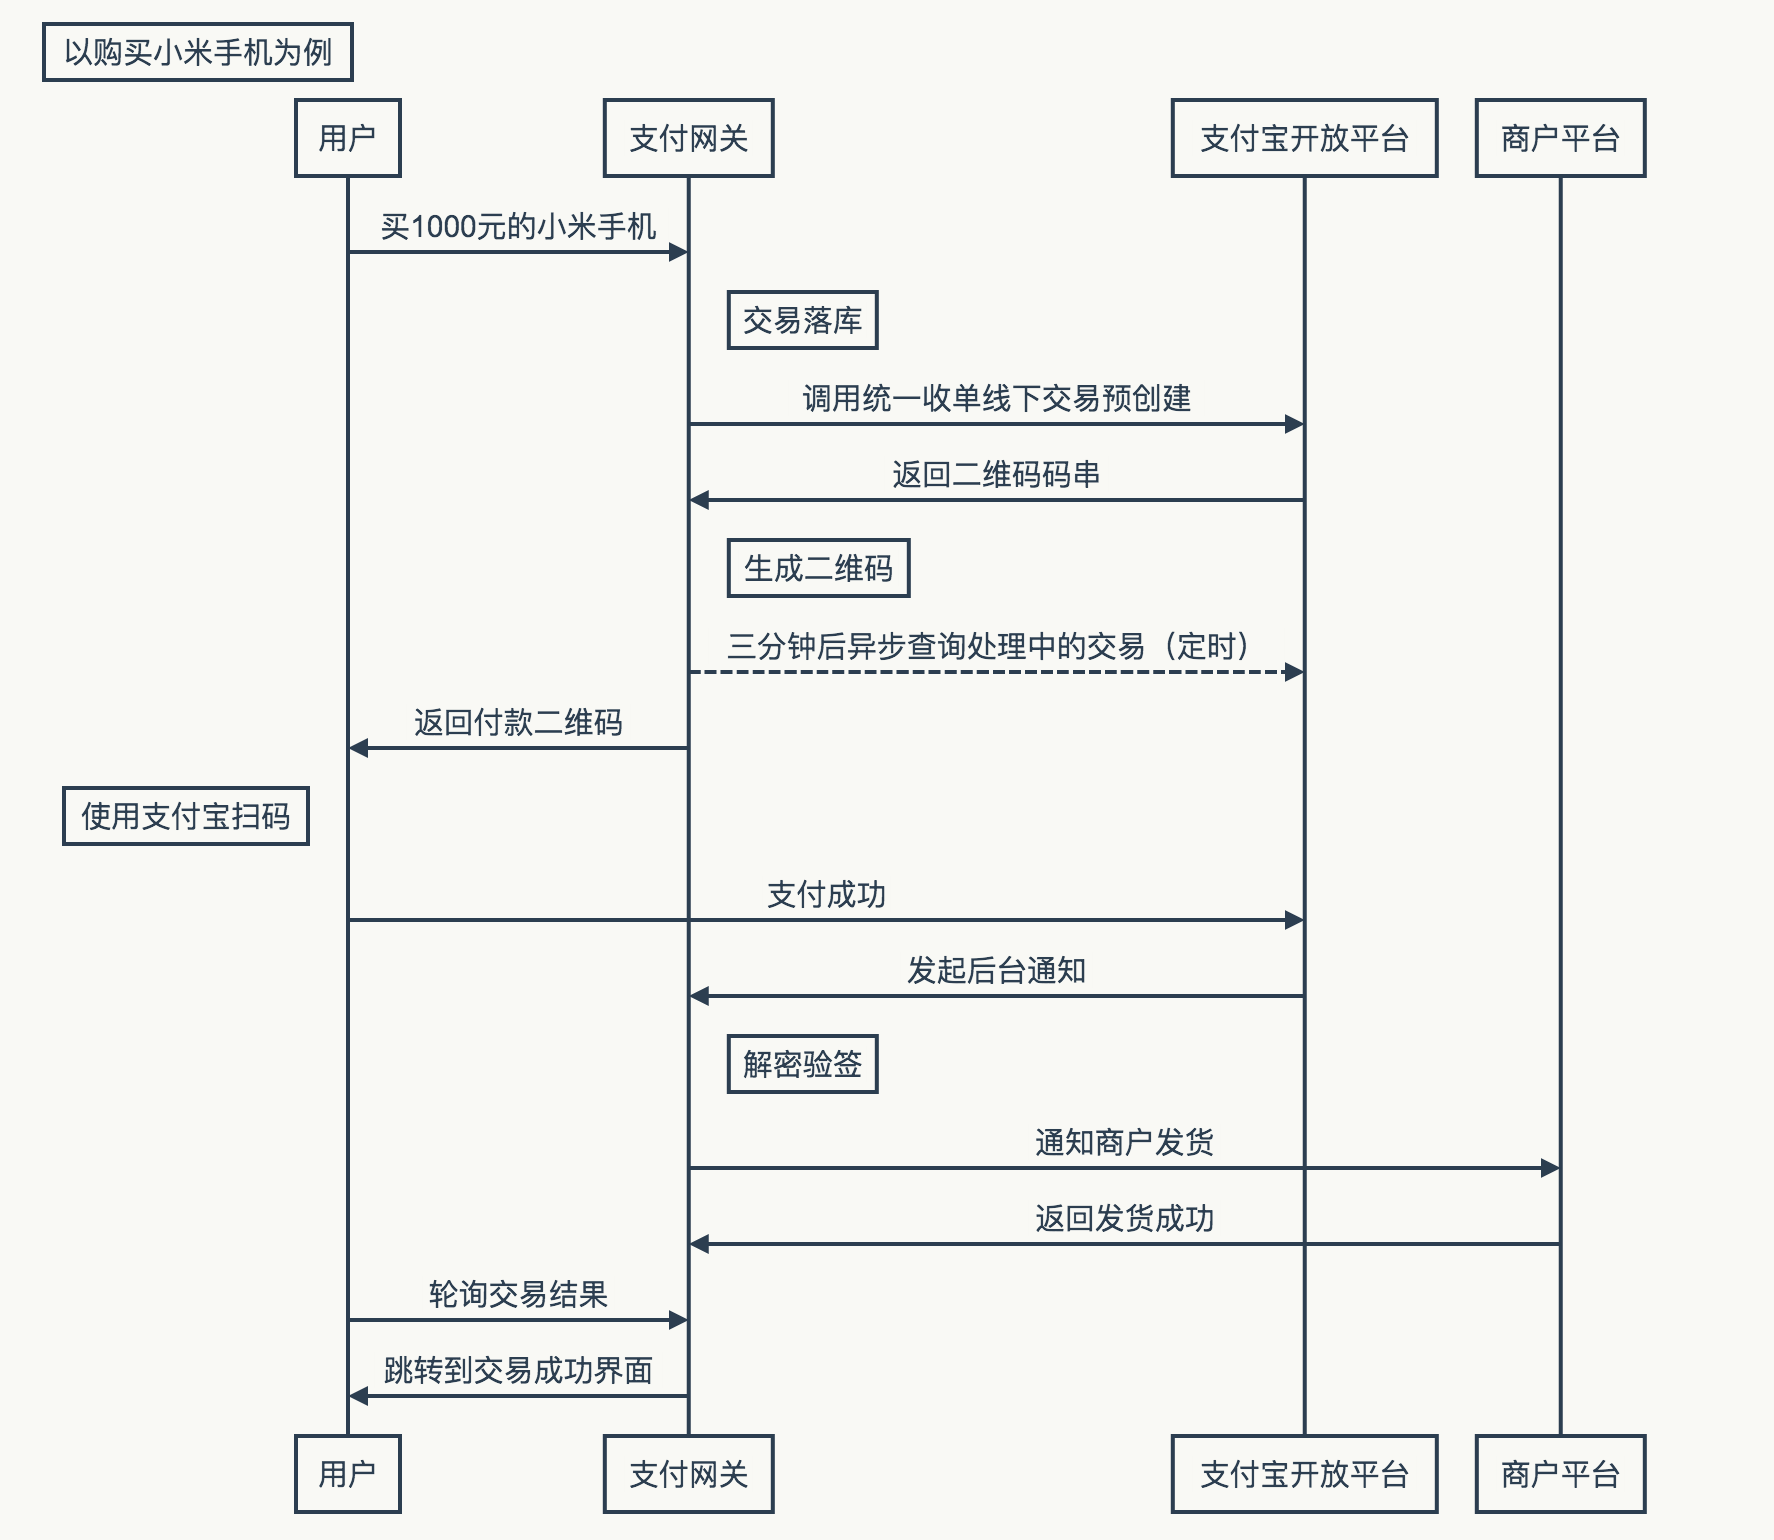 以购买小米手机为例
用户
支付网关
支付宝开放平台
商户平台
买1000元的小米手机
交易落库
调用统一收单线下交易预创建
返回二维码码串
生成二维码
三分钟后异步查询处理中的交易（定时）
返回付款二维码
使用支付宝扫码
支付成功
发起后台通知
解密验签
通知商户发货
返回发货成功
轮询交易结果
跳转到交易成功界面
用户
支付网关
支付宝开放平台
商户平台